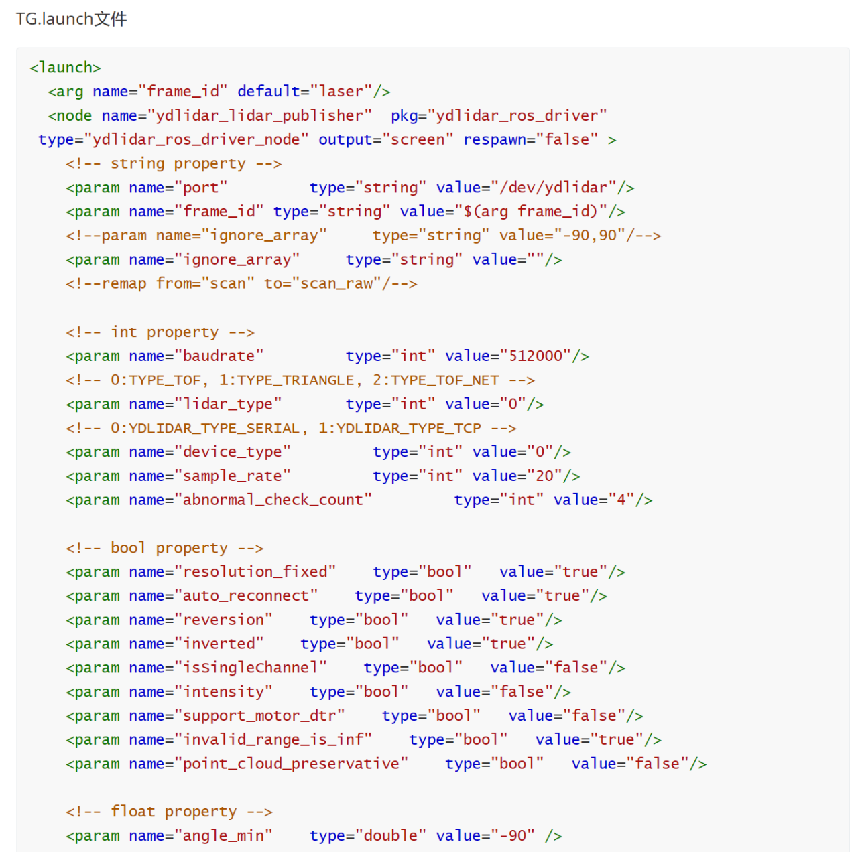 TG.launch文件
<launch>
<arg name="frame_id" default="laser"/>
<node name="ydlidar_lidar_publisher"  pkg="ydlidar_ros_driver"
type="ydlidar_ros_driver_node" output="screen" respawn="false" >
<!-- string property -->
<param name="port"         type="string" value="/dev/ydlidar"/>
<param name="frame_id" type="string" value="$(arg frame_id)"/>
<!--param name="ignore_array"     type="string" value="-90,90"/-->
<param name="ignore_array"     type="string" value=""/>
<!--remap from="scan" to="scan_raw"/-->
<!-- int property -->
<param name="baudrate"         type="int" value="512000"/>
<!-- 0:TYPE_TOF, 1:TYPE_TRIANGLE, 2:TYPE_TOF_NET -->
<param name="lidar_type"       type="int" value="0"/>
<!-- 0:YDLIDAR_TYPE_SERIAL, 1:YDLIDAR_TYPE_TCP -->
<param name="device_type"         type="int" value="0"/>
<param name="sample_rate"         type="int" value="20"/>
<param name="abnormal_check_count"         type="int" value="4"/>
<!-- bool property -->
<param name="resolution_fixed"    type="bool"   value="true"/>
<param name="auto_reconnect"    type="bool"   value="true"/>
<param name="reversion"    type="bool"   value="true"/>
<param name="inverted"    type="bool"   value="true"/>
<param name="isSingleChannel"    type="bool"   value="false"/>
<param name="intensity"    type="bool"   value="false"/>
<param name="support_motor_dtr"    type="bool"   value="false"/>
<param name="invalid_range_is_inf"    type="bool"   value="true"/>
<param name="point_cloud_preservative"    type="bool"   value="false"/>
<!-- float property -->
<param name="angle_min"    type="double" value="-90" />